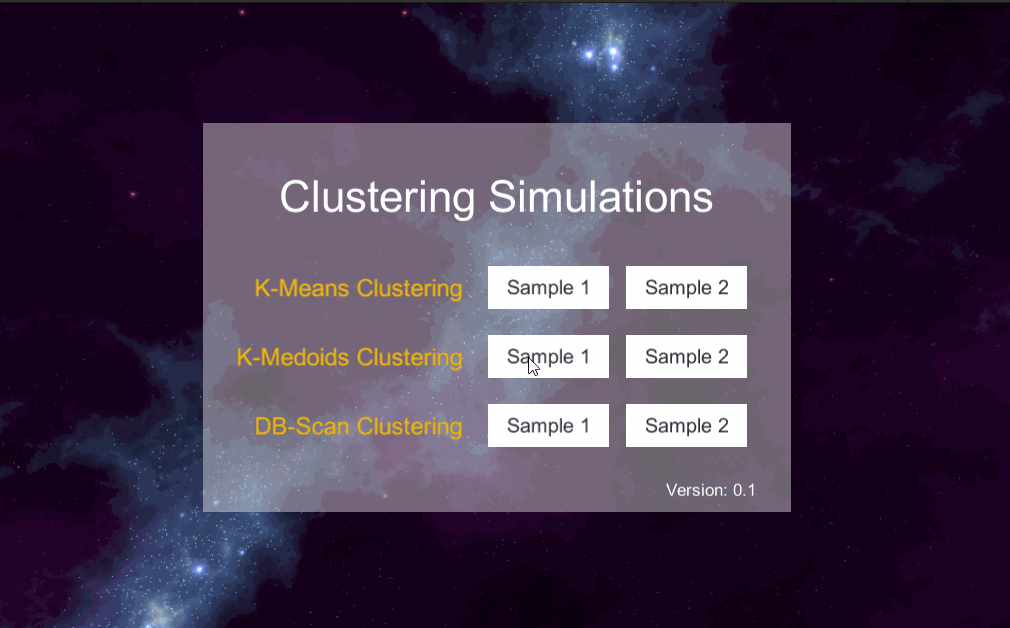 Clustering Simulations
K-Means Clustering Sample 1 Sample 2
K-Medoids Clustering Sample 1 Sample 2
DB-Scan Clustering Sample 1 Sample 2
Version: 0.1